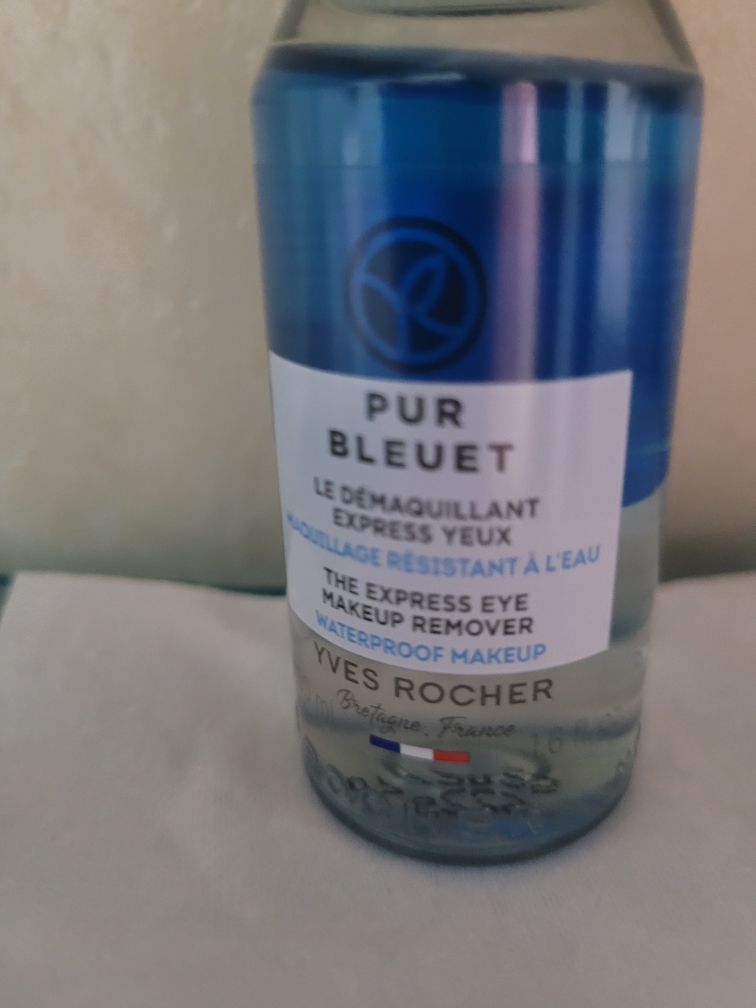 PUR
BLEUET
LE DÉMAQUILLANT
EXPRESS YEUX
MAQUILLAGE RÉSISTANT À L'EAU
THE EXPRESS EYE
MAKEUP REMOVER
WATERPROOF MAKEUP
YVES ROCHER
Bretagne, France